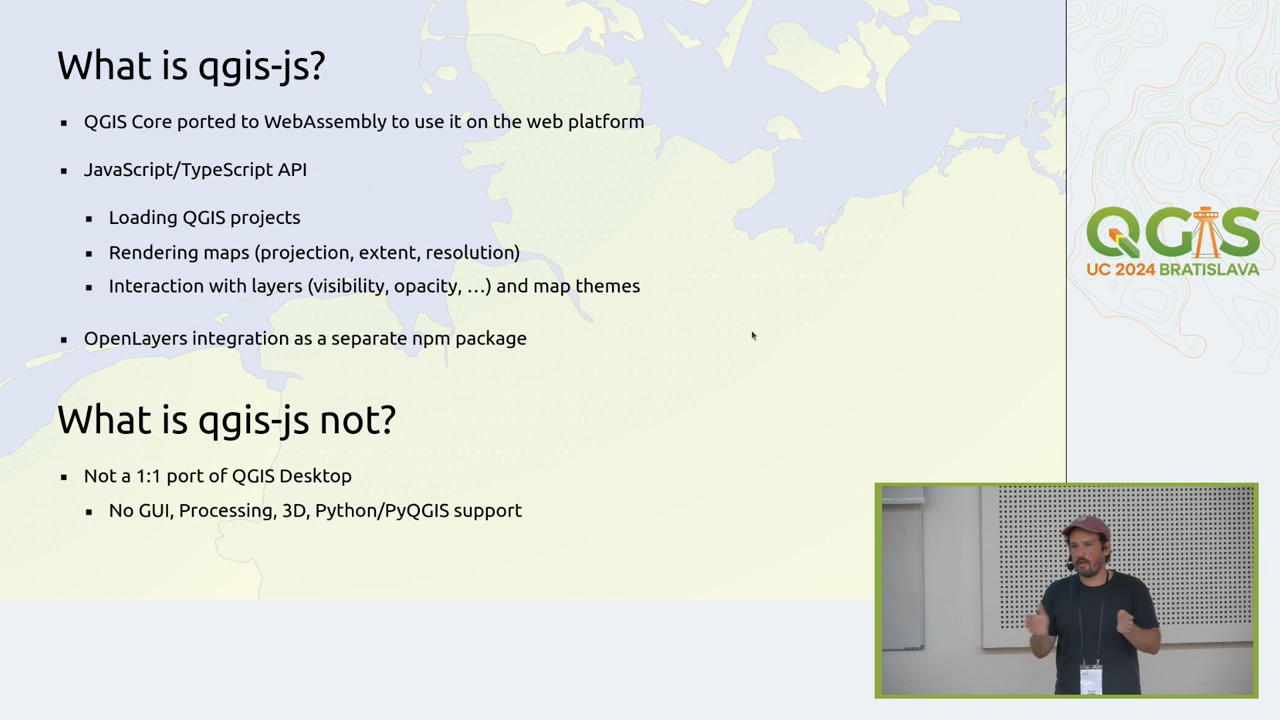 What is qgis-js?
▪ QGIS Core ported to WebAssembly to use it on the web platform
▪ JavaScript/TypeScript API
▪ Loading QGIS projects
▪ Rendering maps (projection, extent, resolution)
▪ Interaction with layers (visibility, opacity, …) and map themes
▪ OpenLayers integration as a separate npm package
What is qgis-js not?
▪ Not a 1:1 port of QGIS Desktop
▪ No GUI, Processing, 3D, Python/PyQGIS support
QGIS
UC 2024 BRATISLAVA